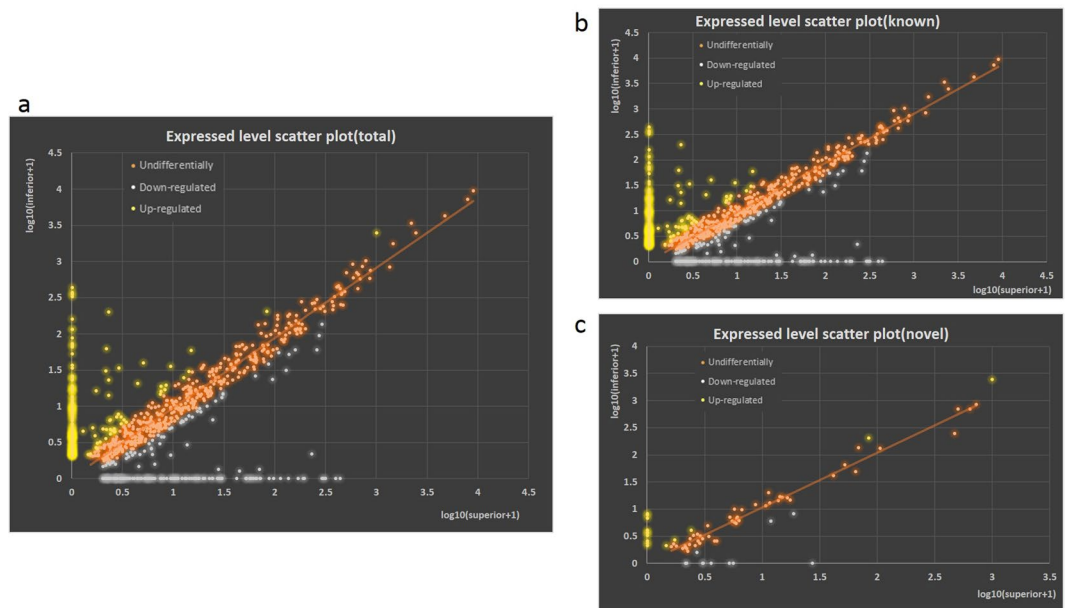 a
Expressed level scatter plot(total)
log10(inferior+1)
4.5
4
3.5
3
2.5
2
1.5
1
0.5
0
Undifferentially
Down-regulated
Up-regulated
0 0.5 1 1.5 2 2.5 3 3.5 4 4.5
log10(superior+1)
b
Expressed level scatter plot(known)
log10(inferior+1)
4.5
4
3.5
3
2.5
2
1.5
1
0.5
0
Undifferentially
Down-regulated
Up-regulated
0 0.5 1 1.5 2 2.5 3 3.5 4 4.5
log10(superior+1)
c
Expressed level scatter plot(novel)
log10(inferior+1)
4
3.5
3
2.5
2
1.5
1
0.5
0
Undifferentially
Down-regulated
Up-regulated
0 0.5 1 1.5 2 2.5 3 3.5
log10(superior+1)